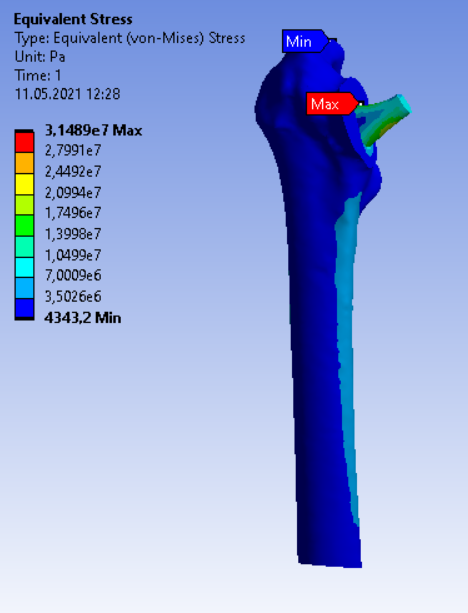 Equivalent Stress
Type: Equivalent (von-Mises) Stress
Unit: Pa
Time: 1
11.05.2021 12:28
Min
Max
3,1489e7 Max
2,7991e7
2,4492e7
2,0994e7
1,7496e7
1,3998e7
1,0499e7
7,0009e6
3,5026e6
4343,2 Min